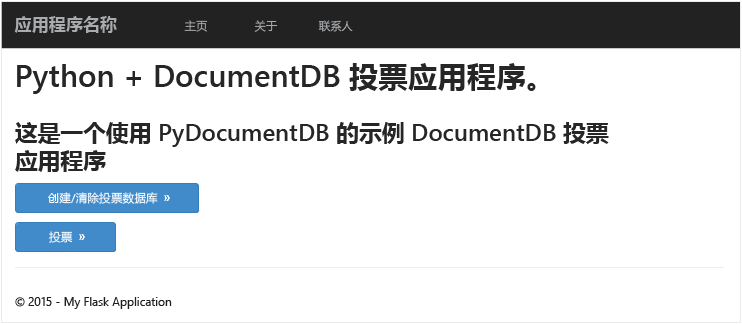 应用程序名称 主页 关于 联系人
Python + DocumentDB 投票应用程序。
这是一个使用 PyDocumentDB 的示例 DocumentDB 投票
应用程序
创建/清除投票数据库 »
投票 »
© 2015 - My Flask Application